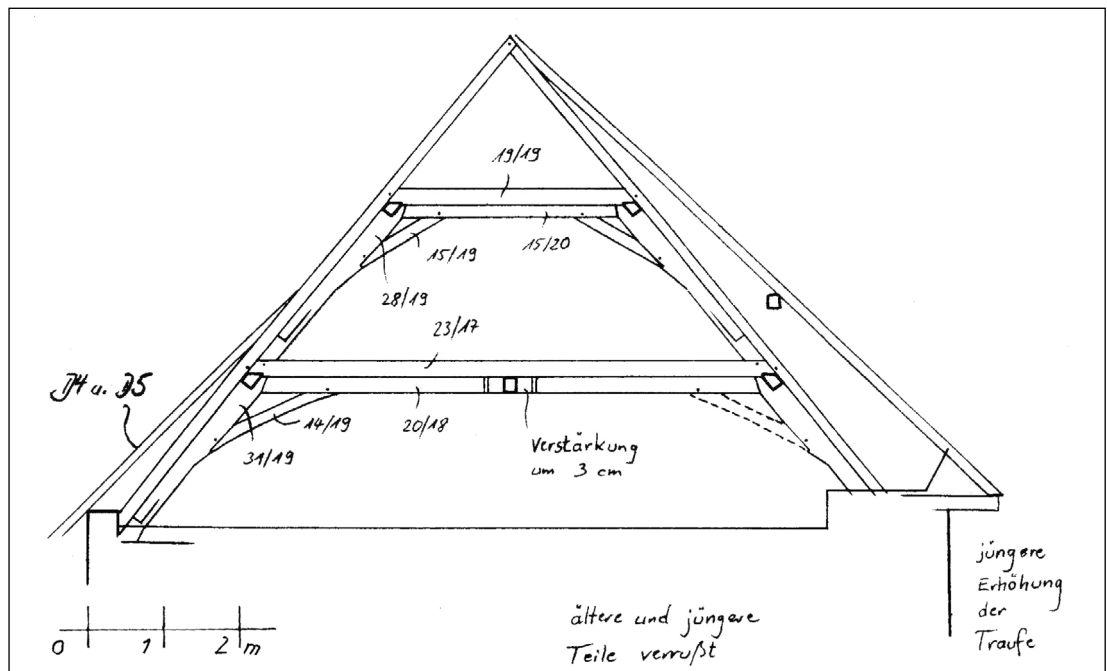 19/19
15/19
15/20
28/19
23/17
D4 u. D5
14/19
20/18
31/19
Verstärkung
um 3 cm
jüngere
Erhöhung
der
Traufe
ältere und jüngere
Teile verrußt
0 1 2 m